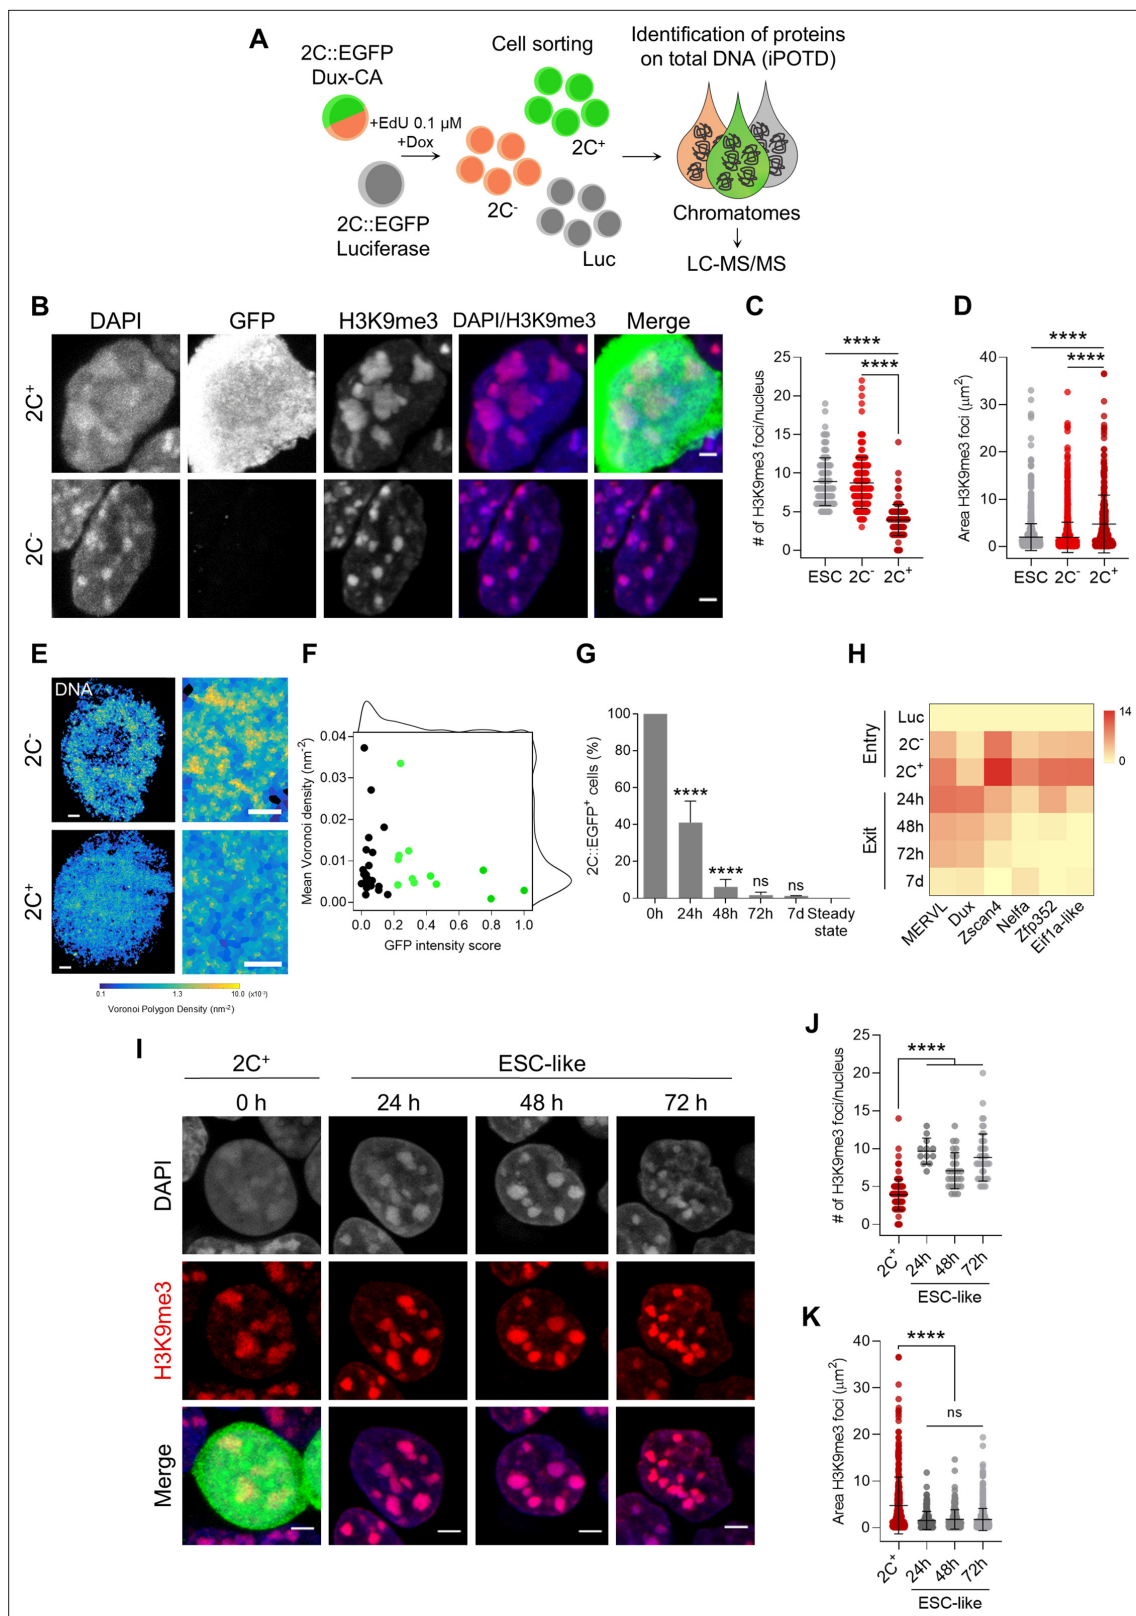 A
2C::EGFP
Dux-CA
+EdU 0.1 µM
+Dox
2C::EGFP
Luciferase
Cell sorting
2C+
2C-
Luc
Identification of proteins
on total DNA (iPOTD)
Chromatomes
LC-MS/MS
B
DAPI GFP H3K9me3 DAPI/H3K9me3 Merge
2C+
2C-
C
****
****
# of H3K9me3 foci/nucleus
25
20
15
10
5
0
ESC 2C- 2C+
D
****
****
Area H3K9me3 foci (µm2)
40
30
20
10
0
ESC 2C- 2C+
E
DNA
2C-
2C+
0.1 1.3 10.0 (x10-3)
Voronoi Polygon Density (nm-2)
F
Mean Voronoi density (nm-2)
0.04
0.03
0.02
0.01
0.00
0.0 0.2 0.4 0.6 0.8 1.0
GFP intensity score
G
2C::EGFP+ cells (%)
100
80
60
40
20
0
**** **** ns ns
0h 24h 48h 72h 7d Steady
state
H
Entry
Luc
2C-
2C+
Exit
24h
48h
72h
7d
MERVL Dux Zscan4 Nelfa Zfp352 Eif1a-like
14
0
I
2C+ ESC-like
0 h 24 h 48 h 72 h
DAPI
H3K9me3
Merge
J
****
# of H3K9me3 foci/nucleus
25
20
15
10
5
0
2C+ 24h 48h 72h
ESC-like
K
****
ns
Area H3K9me3 foci (µm2)
40
30
20
10
0
2C+ 24h 48h 72h
ESC-like